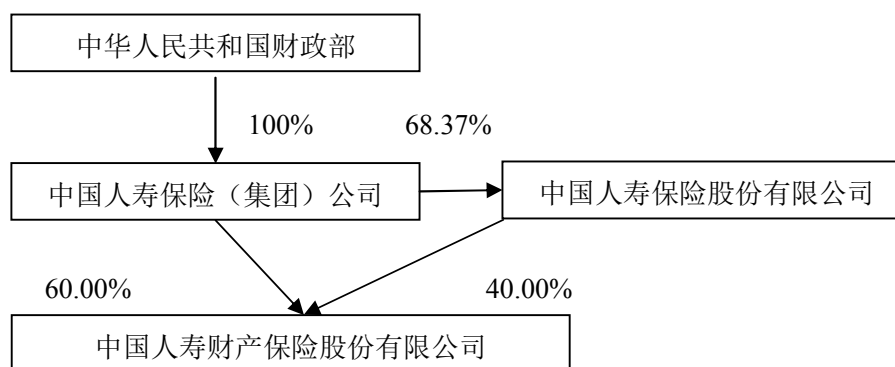 中华人民共和国财政部
100%
68.37%
中国人寿保险（集团）公司
中国人寿保险股份有限公司
60.00%
40.00%
中国人寿财产保险股份有限公司